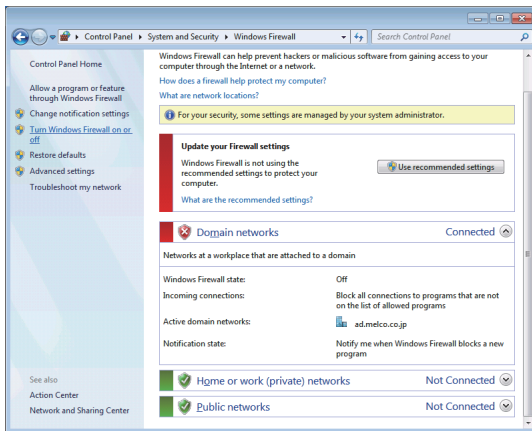 Control Panel ▸ System and Security ▸ Windows Firewall
Search Control Panel
Control Panel Home
Allow a program or feature
through Windows Firewall
Change notification settings
Turn Windows Firewall on or
off
Restore defaults
Advanced settings
Troubleshoot my network
See also
Action Center
Network and Sharing Center
Windows Firewall can help prevent hackers or malicious software from gaining access to your
computer through the Internet or a network.
How does a firewall help protect my computer?
What are network locations?
For your security, some settings are managed by your system administrator.
Update your Firewall settings
Windows Firewall is not using the
recommended settings to protect your
computer.
Use recommended settings
What are the recommended settings?
Domain networks Connected
Networks at a workplace that are attached to a domain
Windows Firewall state: Off
Incoming connections: Block all connections to programs that are not
on the list of allowed programs
Active domain networks: ad.melco.co.jp
Notification state: Notify me when Windows Firewall blocks a new
program
Home or work (private) networks Not Connected
Public networks Not Connected